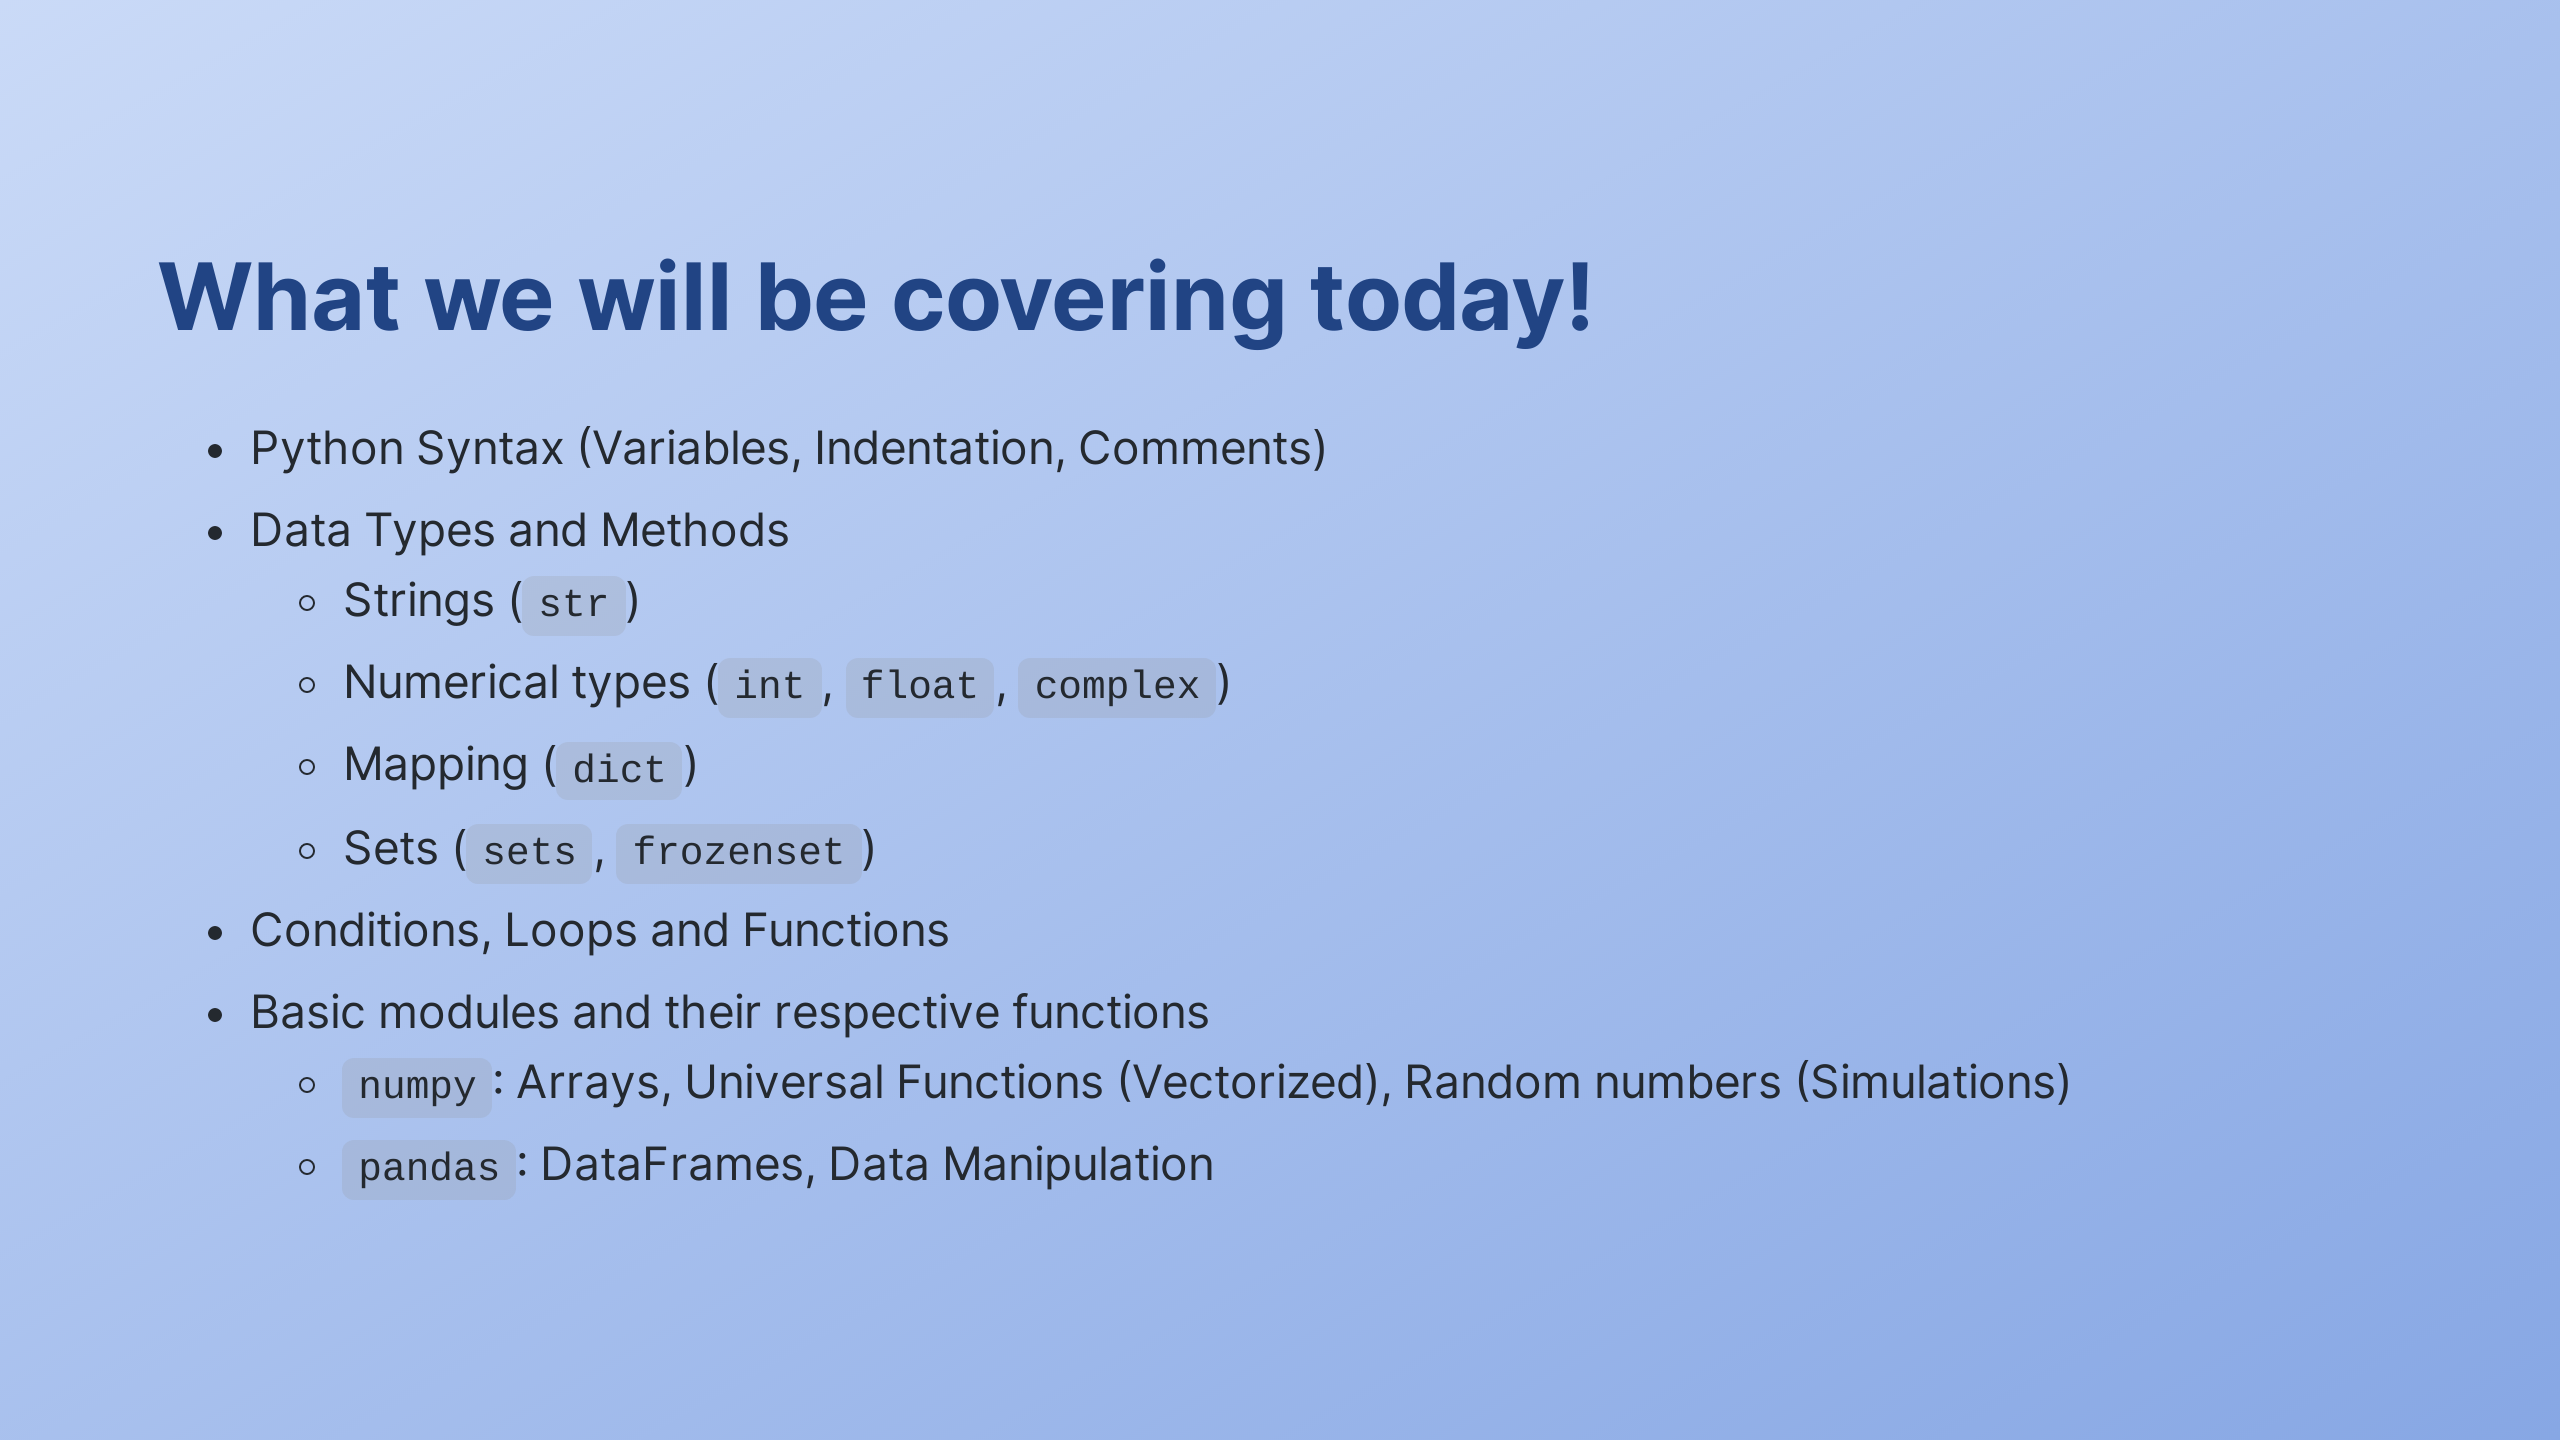 What we will be covering today!
• Python Syntax (Variables, Indentation, Comments)
• Data Types and Methods
◦ Strings (str)
◦ Numerical types (int, float, complex)
◦ Mapping (dict)
◦ Sets (sets, frozenset)
• Conditions, Loops and Functions
• Basic modules and their respective functions
◦ numpy: Arrays, Universal Functions (Vectorized), Random numbers (Simulations)
◦ pandas: DataFrames, Data Manipulation